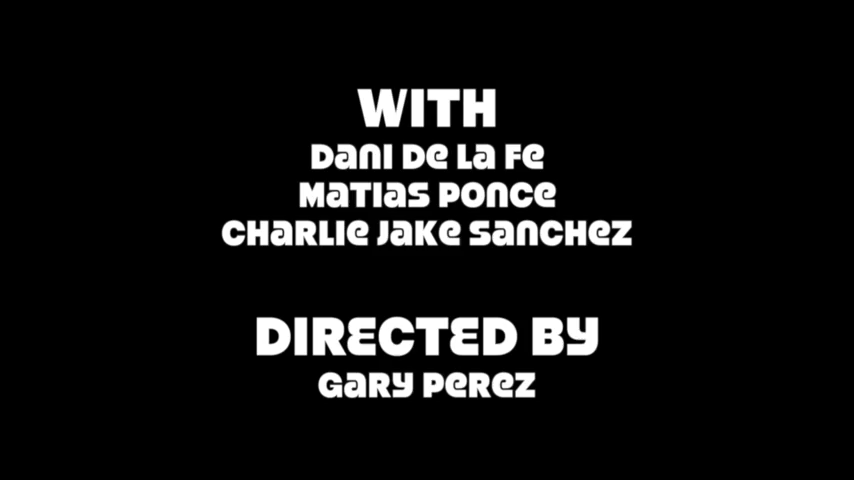 WITH
Dani De La Fe
Matias Ponce
Charlie Jake Sanchez
DIRECTED BY
Gary Perez